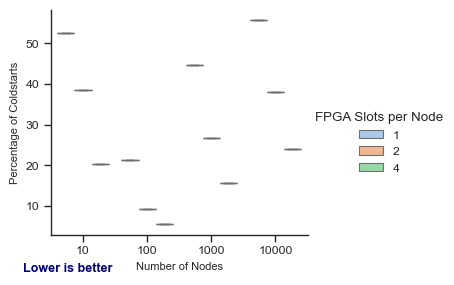 50
40
30
20
10
Percentage of Coldstarts
10 100 1000 10000
Number of Nodes
Lower is better
FPGA Slots per Node
1
2
4